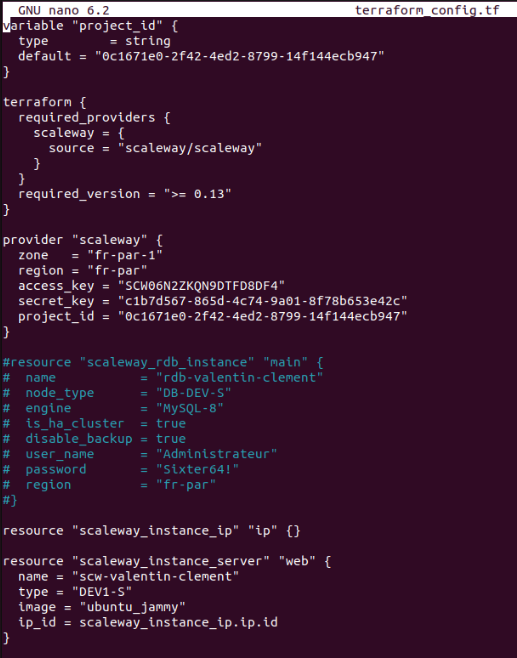 GNU nano 6.2 terraform_config.tf
variable "project_id" {
  type        = string
  default = "0c1671e0-2f42-4ed2-8799-14f144ecb947"
}

terraform {
  required_providers {
    scaleway = {
      source = "scaleway/scaleway"
    }
  }
  required_version = ">= 0.13"
}

provider "scaleway" {
  zone   = "fr-par-1"
  region = "fr-par"
  access_key = "SCW06N2ZKQN9DTFD8DF4"
  secret_key = "c1b7d567-865d-4c74-9a01-8f78b653e42c"
  project_id = "0c1671e0-2f42-4ed2-8799-14f144ecb947"
}

#resource "scaleway_rdb_instance" "main" {
#  name           = "rdb-valentin-clement"
#  node_type      = "DB-DEV-S"
#  engine         = "MySQL-8"
#  is_ha_cluster  = true
#  disable_backup = true
#  user_name      = "Administrateur"
#  password       = "Sixter64!"
#  region         = "fr-par"
#}

resource "scaleway_instance_ip" "ip" {}

resource "scaleway_instance_server" "web" {
  name = "scw-valentin-clement"
  type = "DEV1-S"
  image = "ubuntu_jammy"
  ip_id = scaleway_instance_ip.ip.id
}